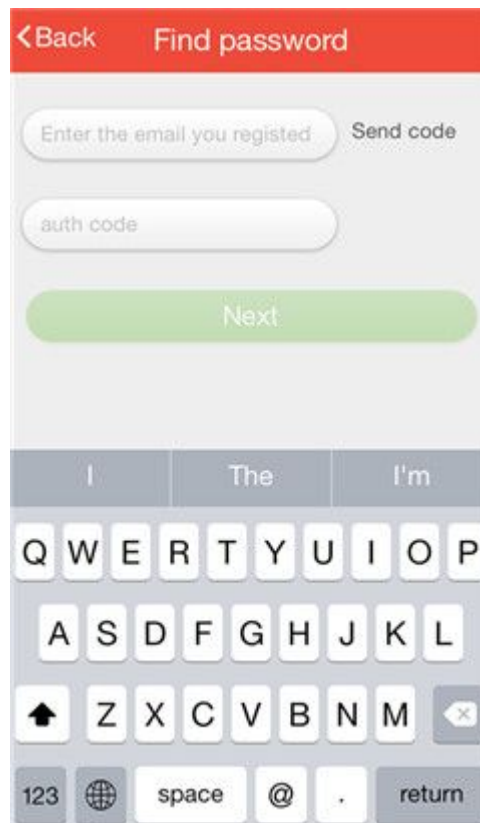 Back Find password
Enter the email you registed Send code
auth code
Next
I The I'm
Q W E R T Y U I O P
A S D F G H J K L
Z X C V B N M
123 space @ . return